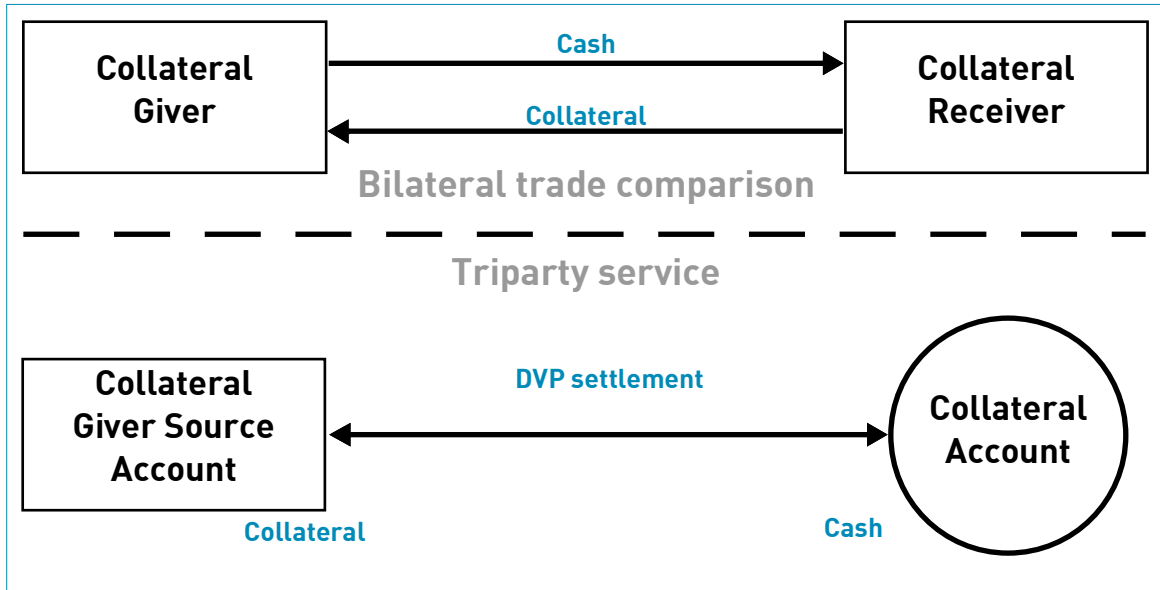 Collateral
Giver
Cash
Collateral
Collateral
Receiver
Bilateral trade comparison
Triparty service
Collateral
Giver Source
Account
DVP settlement
Collateral
Account
Collateral
Cash